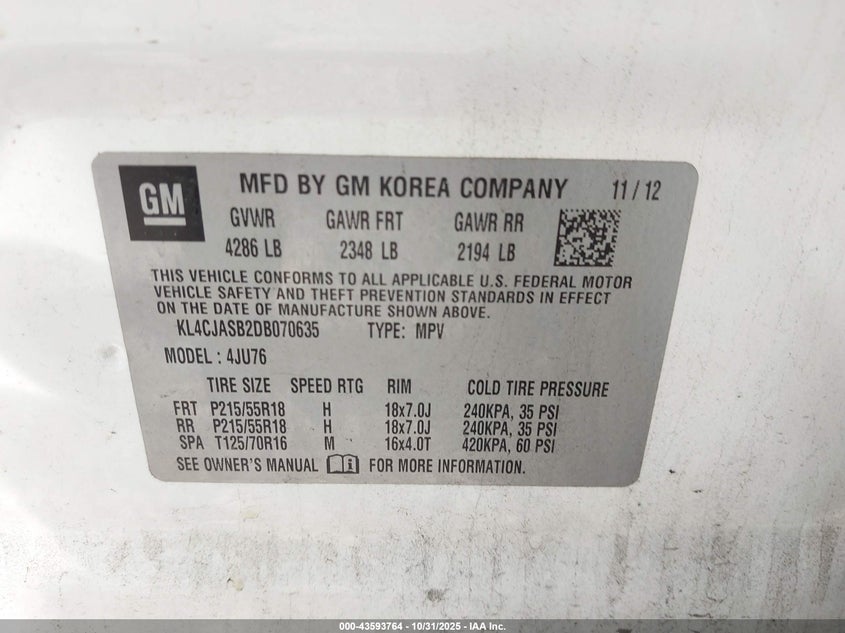 GM MFD BY GM KOREA COMPANY 11/12
GVWR GAWR FRT GAWR RR
4286 LB 2348 LB 2194 LB
THIS VEHICLE CONFORMS TO ALL APPLICABLE U.S. FEDERAL MOTOR
VEHICLE SAFETY AND THEFT PREVENTION STANDARDS IN EFFECT
ON THE DATE OF MANUFACTURE SHOWN ABOVE.
KL4CJASB2DB070635 TYPE: MPV
MODEL : 4JU76
TIRE SIZE SPEED RTG RIM COLD TIRE PRESSURE
FRT P215/55R18 H 18x7.0J 240KPA, 35 PSI
RR P215/55R18 H 18x7.0J 240KPA, 35 PSI
SPA T125/70R16 M 16x4.0T 420KPA, 60 PSI
SEE OWNER'S MANUAL FOR MORE INFORMATION.
000-43593764 - 10/31/2025 - IAA Inc.